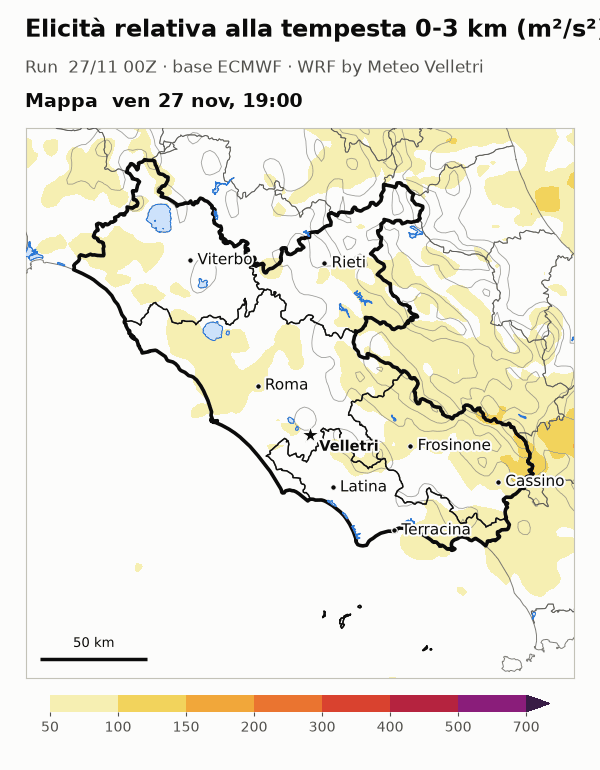 Elicità relativa alla tempesta 0-3 km (m²/s²)
Run 27/11 00Z · base ECMWF · WRF by Meteo Velletri
Mappa ven 27 nov, 19:00
Viterbo
Rieti
Roma
Velletri
Frosinone
Cassino
Latina
Terracina
50 km
50 100 150 200 300 400 500 700